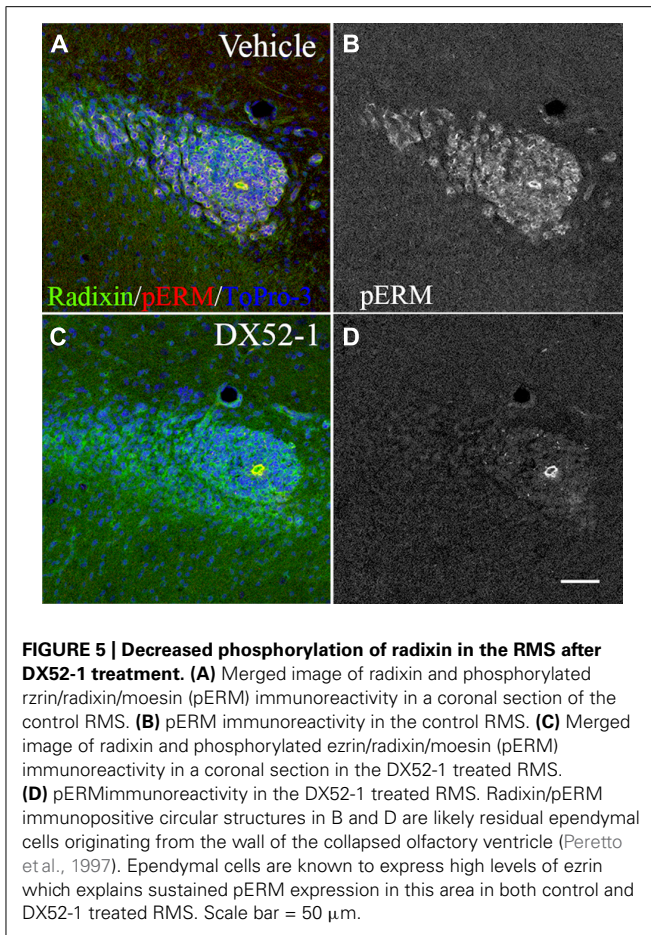 A
Vehicle
B
Radixin/pERM/ToPro-3
pERM
C
DX52-1
D
FIGURE 5 | Decreased phosphorylation of radixin in the RMS after
DX52-1 treatment. (A) Merged image of radixin and phosphorylated
rzrin/radixin/moesin (pERM) immunoreactivity in a coronal section of the
control RMS. (B) pERM immunoreactivity in the control RMS. (C) Merged
image of radixin and phosphorylated ezrin/radixin/moesin (pERM)
immunoreactivity in a coronal section in the DX52-1 treated RMS.
(D) pERMimmunoreactivity in the DX52-1 treated RMS. Radixin/pERM
immunopositive circular structures in B and D are likely residual ependymal
cells originating from the wall of the collapsed olfactory ventricle (Peretto
et al., 1997). Ependymal cells are known to express high levels of ezrin
which explains sustained pERM expression in this area in both control and
DX52-1 treated RMS. Scale bar = 50 μm.